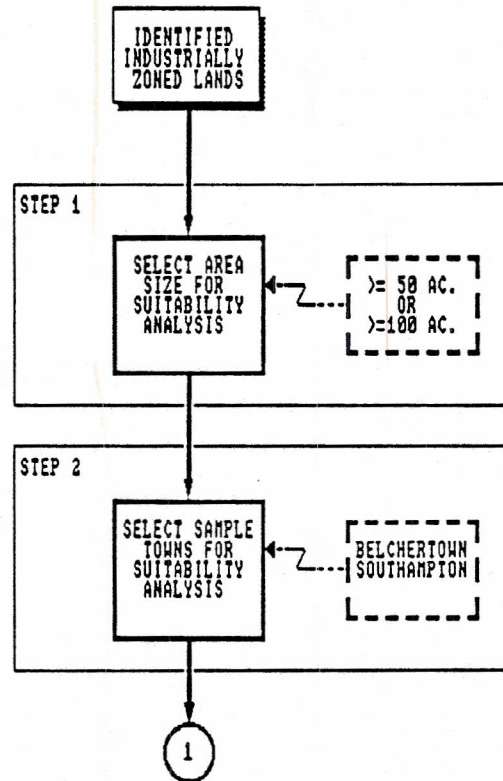 IDENTIFIED
INDUSTRIALLY
ZONED LANDS
STEP 1
SELECT AREA
SIZE FOR
SUITABILITY
ANALYSIS
>= 50 AC.
OR
>=100 AC.
STEP 2
SELECT SAMPLE
TOWNS FOR
SUITABILITY
ANALYSIS
BELCHERTOWN
SOUTHAMPTON
1